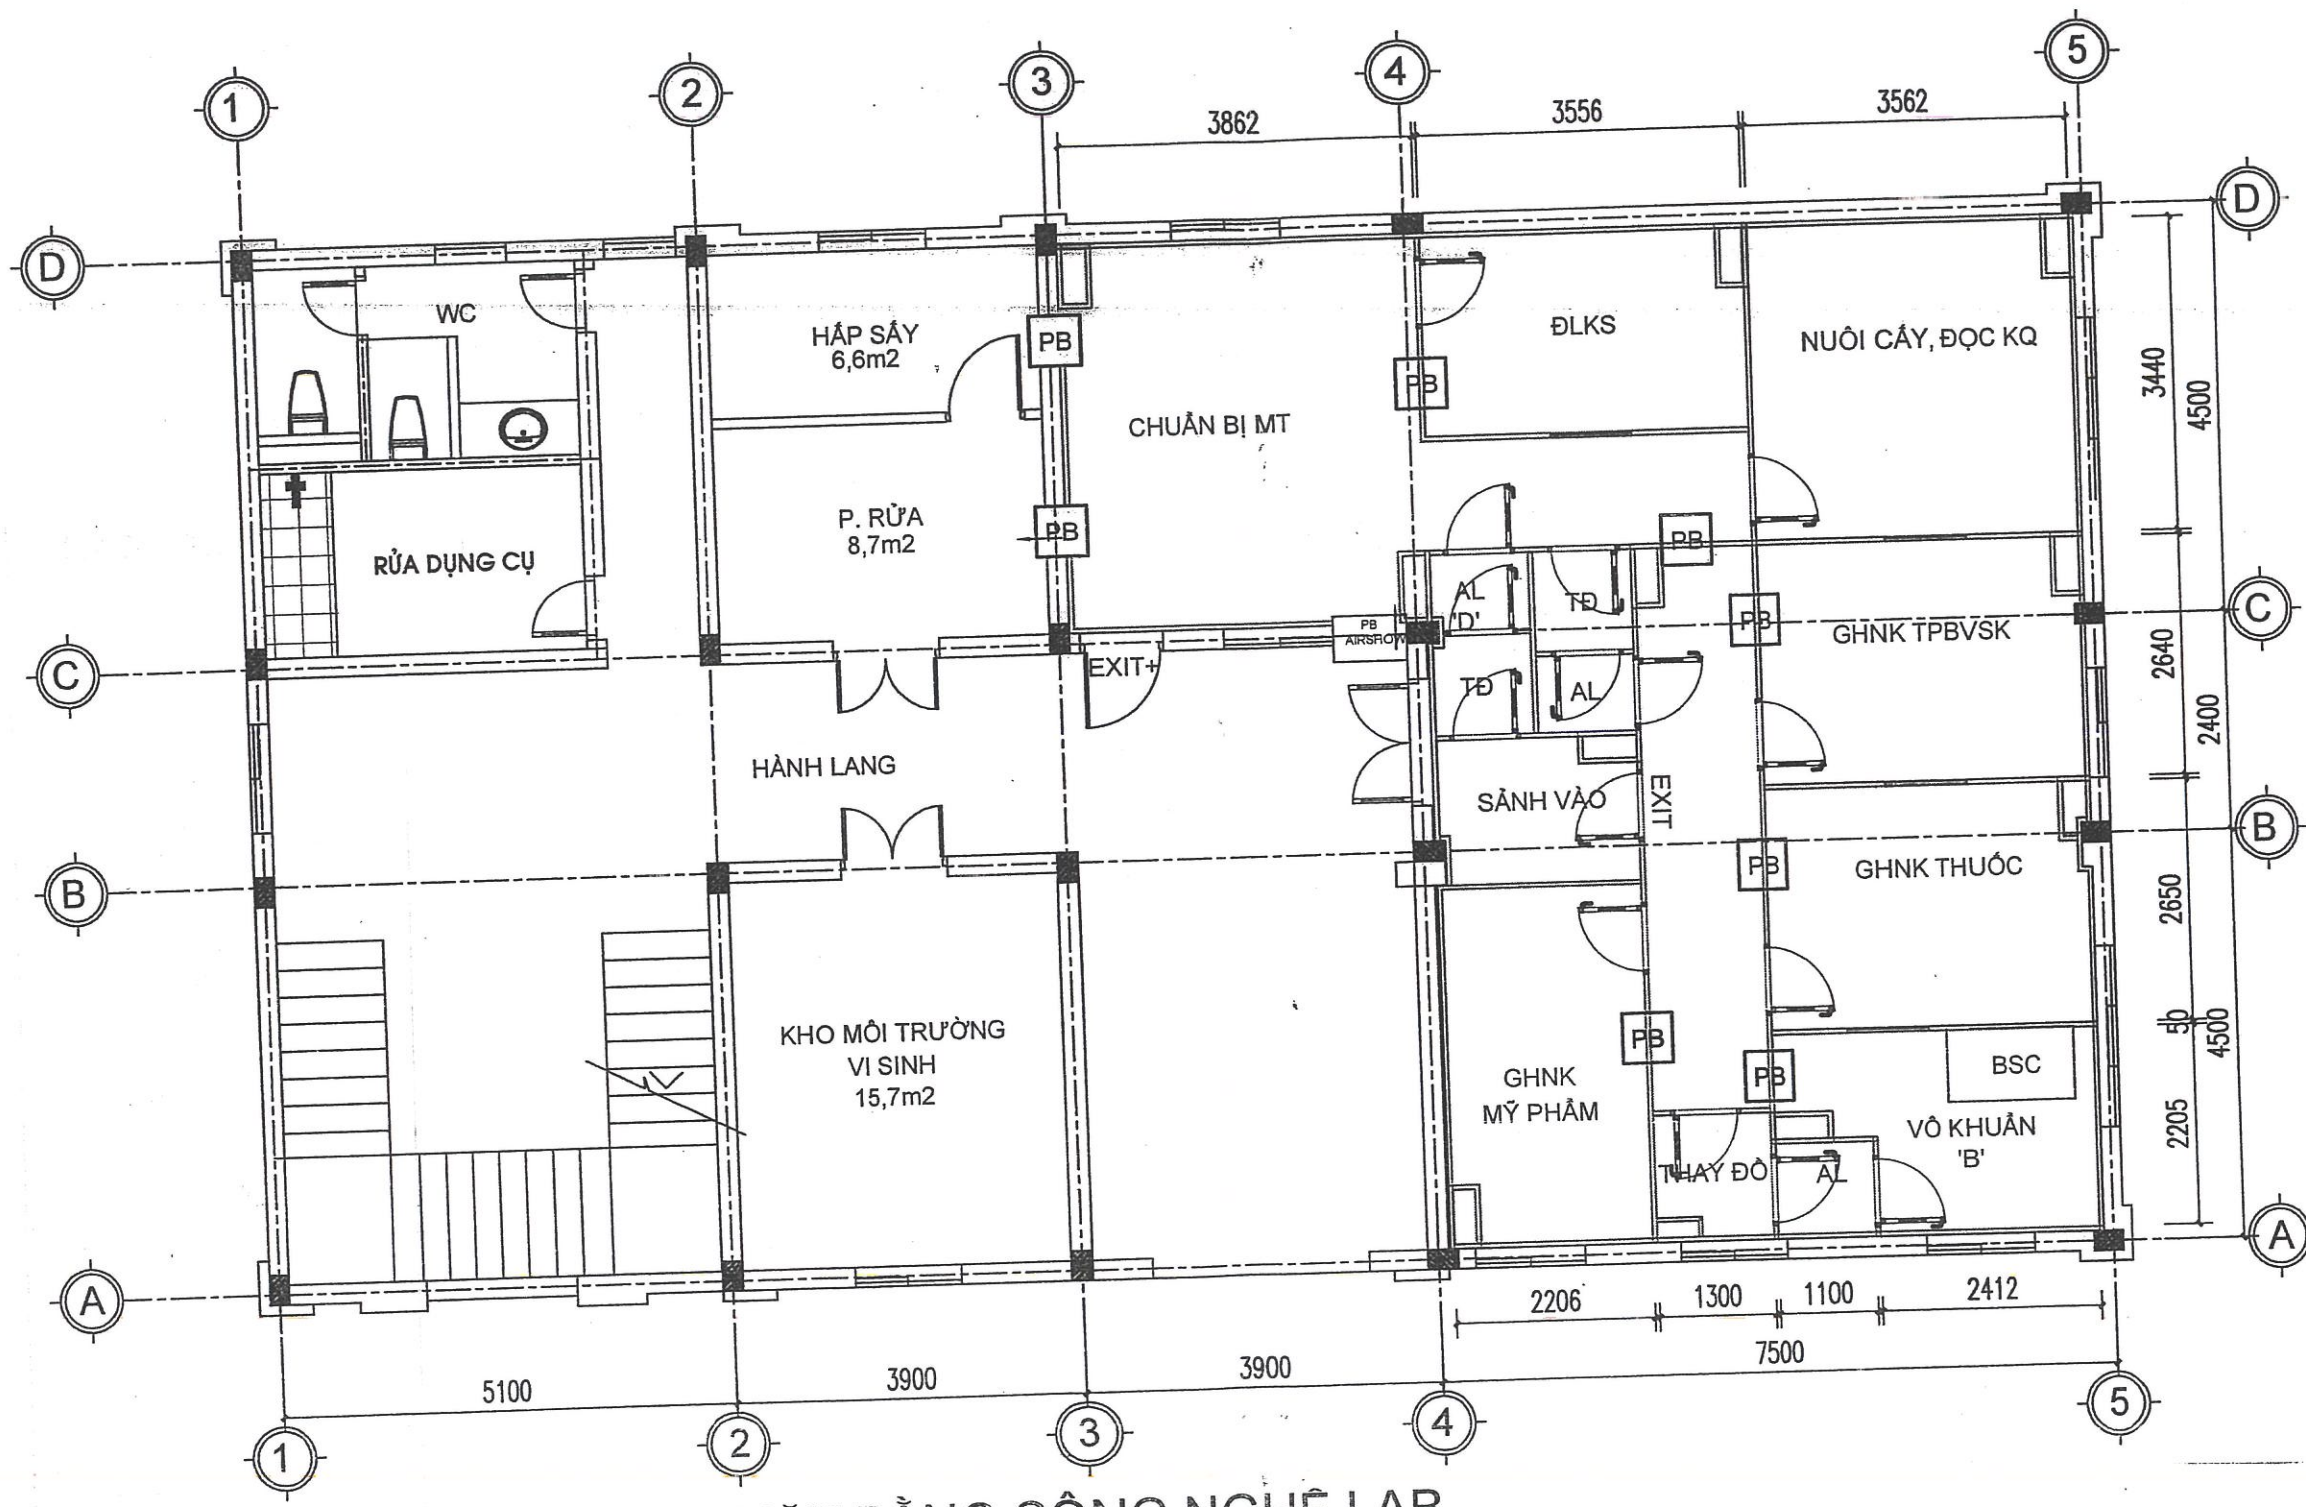 1
2
3
4
5
3862
3556
3562
D
D
WC
HẤP SẤY
6,6m2
PB
ĐLKS
NUÔI CẤY, ĐỌC KQ
PB
3440
4500
CHUẨN BỊ MT
P. RỬA
8,7m2
PB
PB
RỬA DỤNG CỤ
AL
'D'
TĐ
PB
GHNK TPBVSK
PB
AIRSHOW
C
C
EXIT+
TĐ
AL
2640
2400
HÀNH LANG
SẢNH VÀO
EXIT
B
B
PB
GHNK THUỐC
2650
50
4500
KHO MÔI TRƯỜNG
VI SINH
15,7m2
PB
PB
BSC
GHNK
MỸ PHẨM
VÔ KHUẨN
'B'
2205
THAY ĐỒ
AL
A
A
2206
1300
1100
2412
5100
3900
3900
7500
1
2
3
4
5
CÔNG NGHỆ LAB